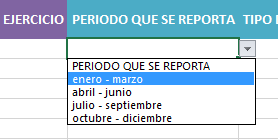 EJERCICIO PERIODO QUE SE REPORTA TIPO
PERIODO QUE SE REPORTA
enero - marzo
abril - junio
julio - septiembre
octubre - diciembre